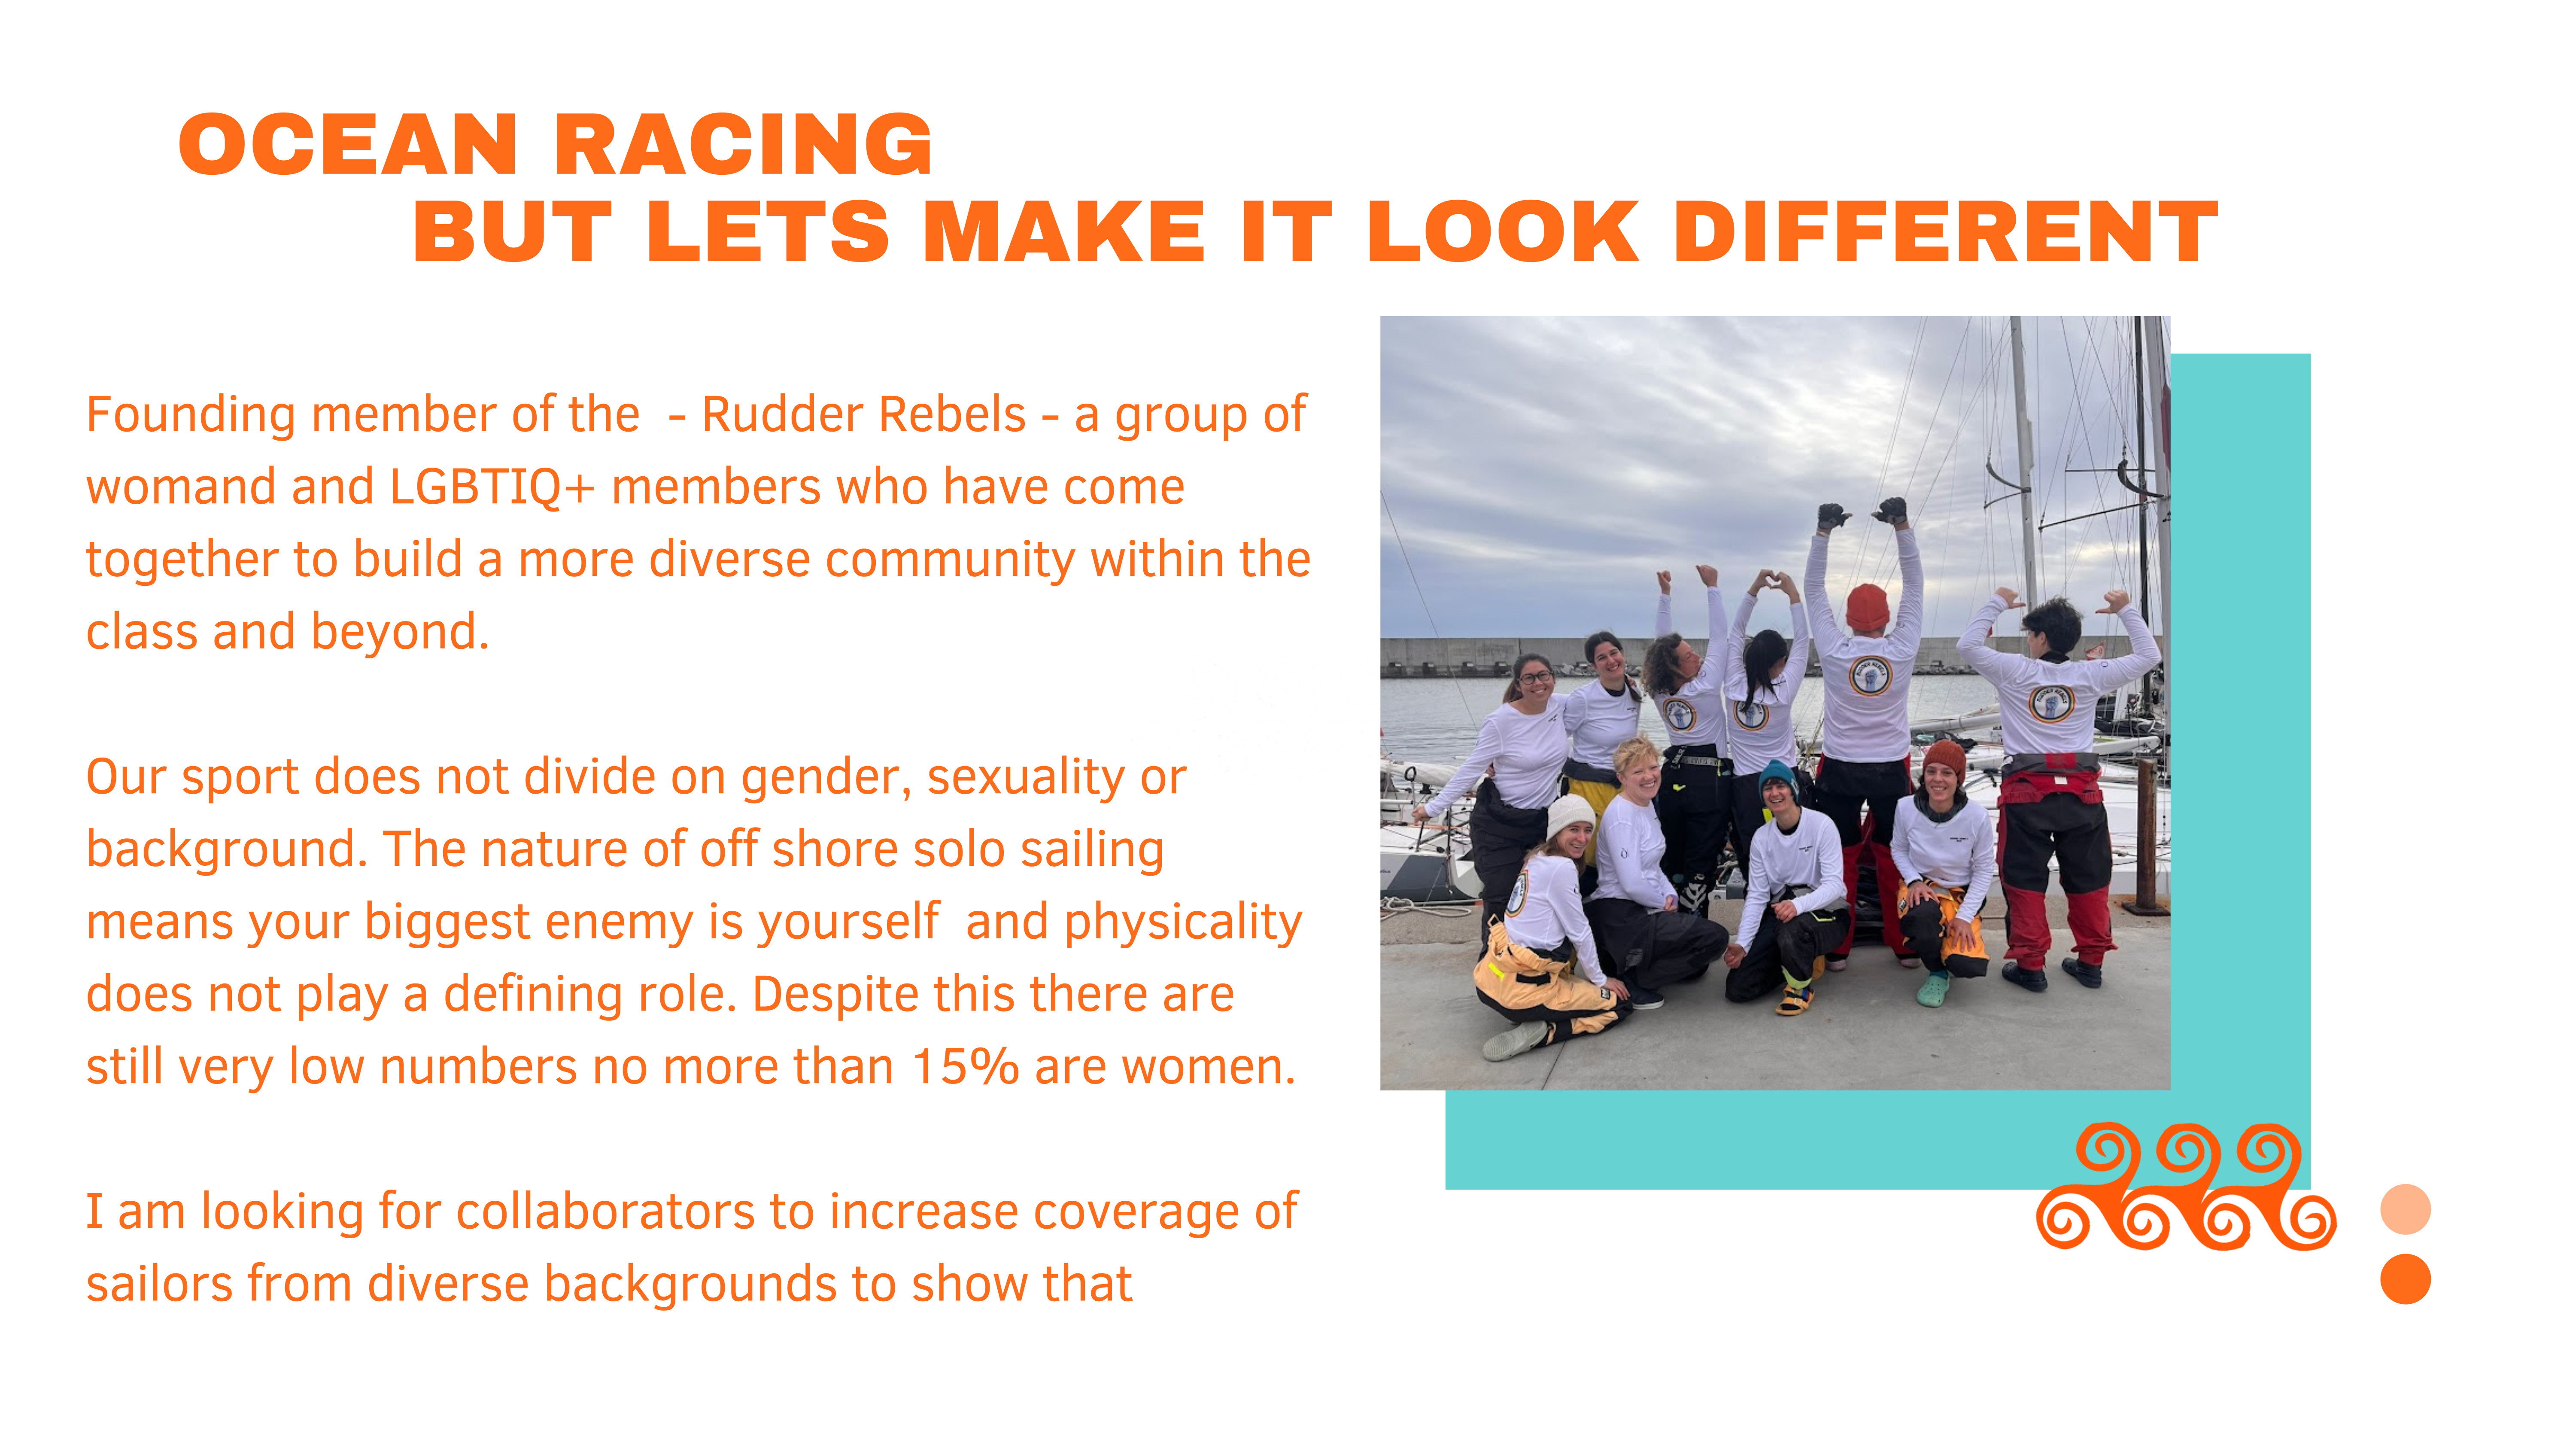 OCEAN RACING
BUT LETS MAKE IT LOOK DIFFERENT
Founding member of the  - Rudder Rebels - a group of
womand and LGBTIQ+ members who have come
together to build a more diverse community within the
class and beyond.
Our sport does not divide on gender, sexuality or
background. The nature of off shore solo sailing
means your biggest enemy is yourself  and physicality
does not play a defining role. Despite this there are
still very low numbers no more than 15% are women.
I am looking for collaborators to increase coverage of
sailors from diverse backgrounds to show that
RUDDER REBELS
RUDDER REBELS